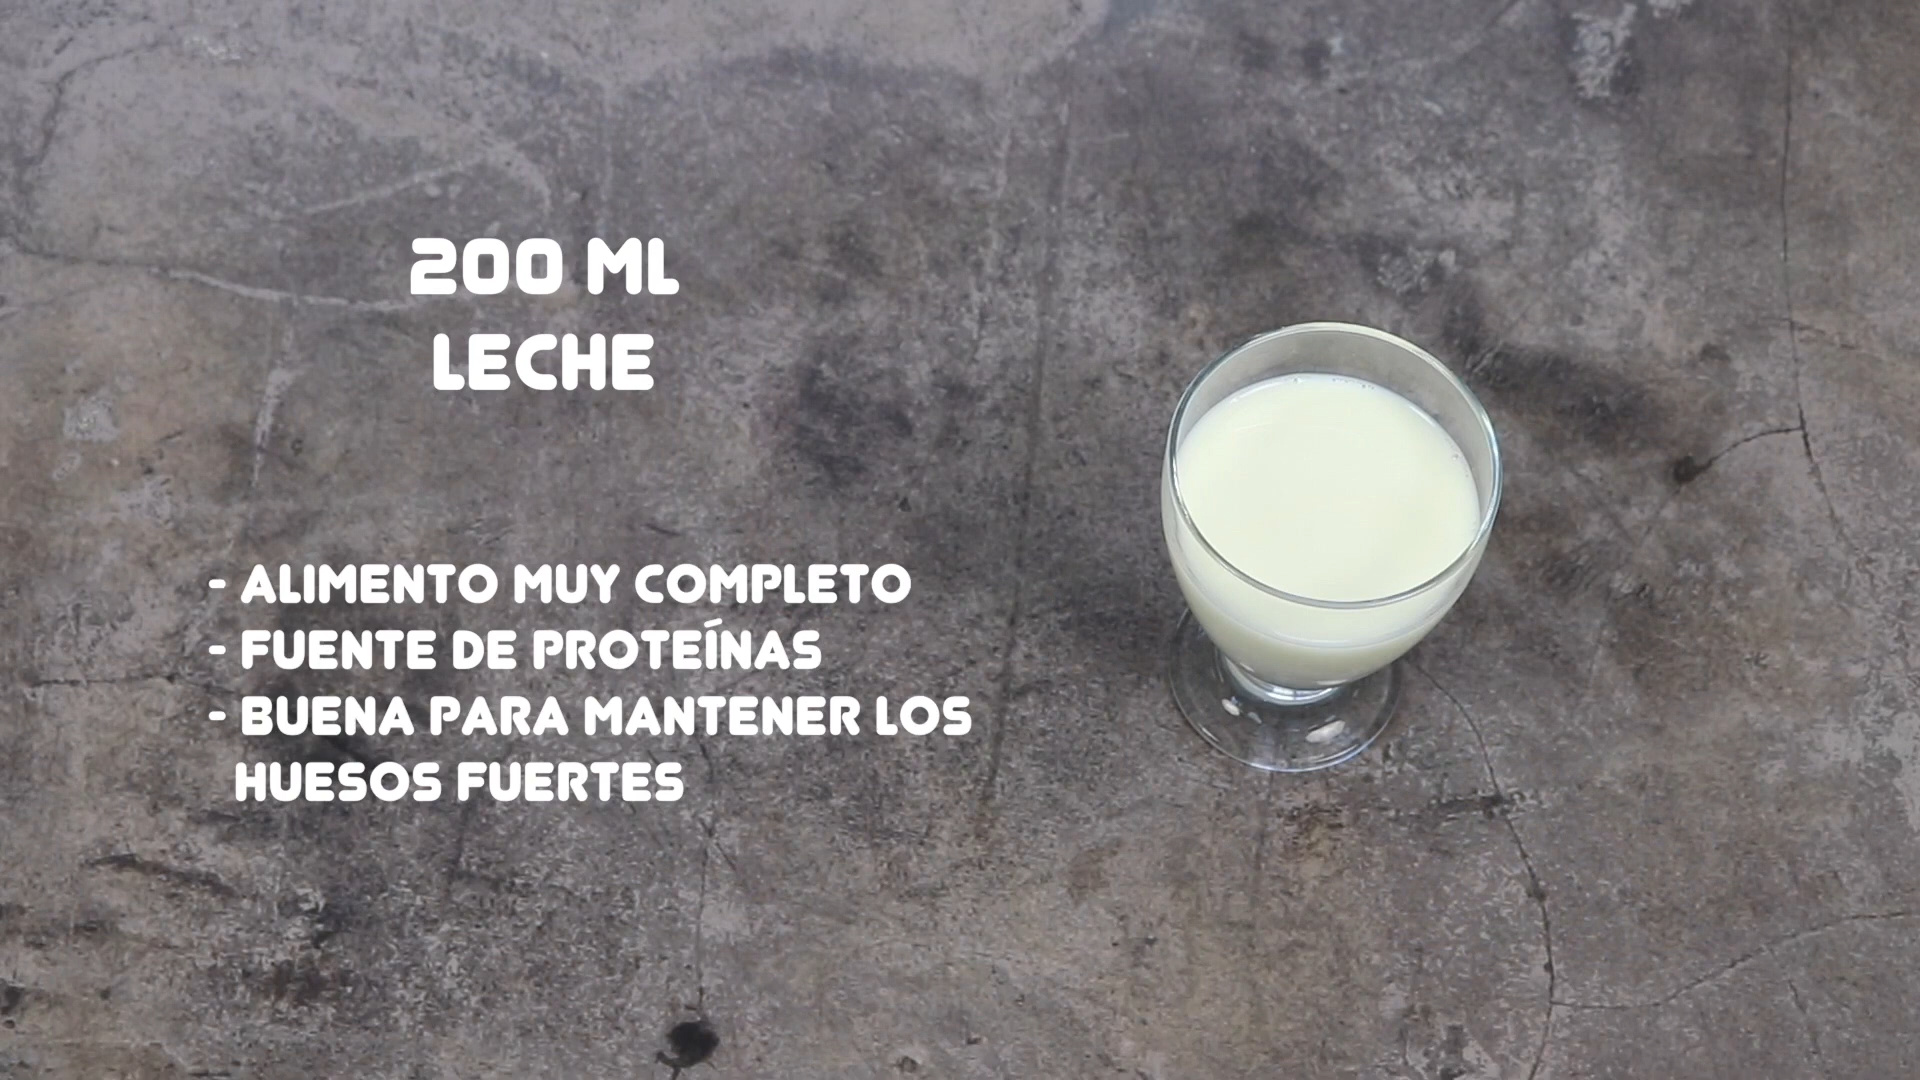 200 ML
LECHE
- ALIMENTO MUY COMPLETO
- FUENTE DE PROTEÍNAS
- BUENA PARA MANTENER LOS
HUESOS FUERTES